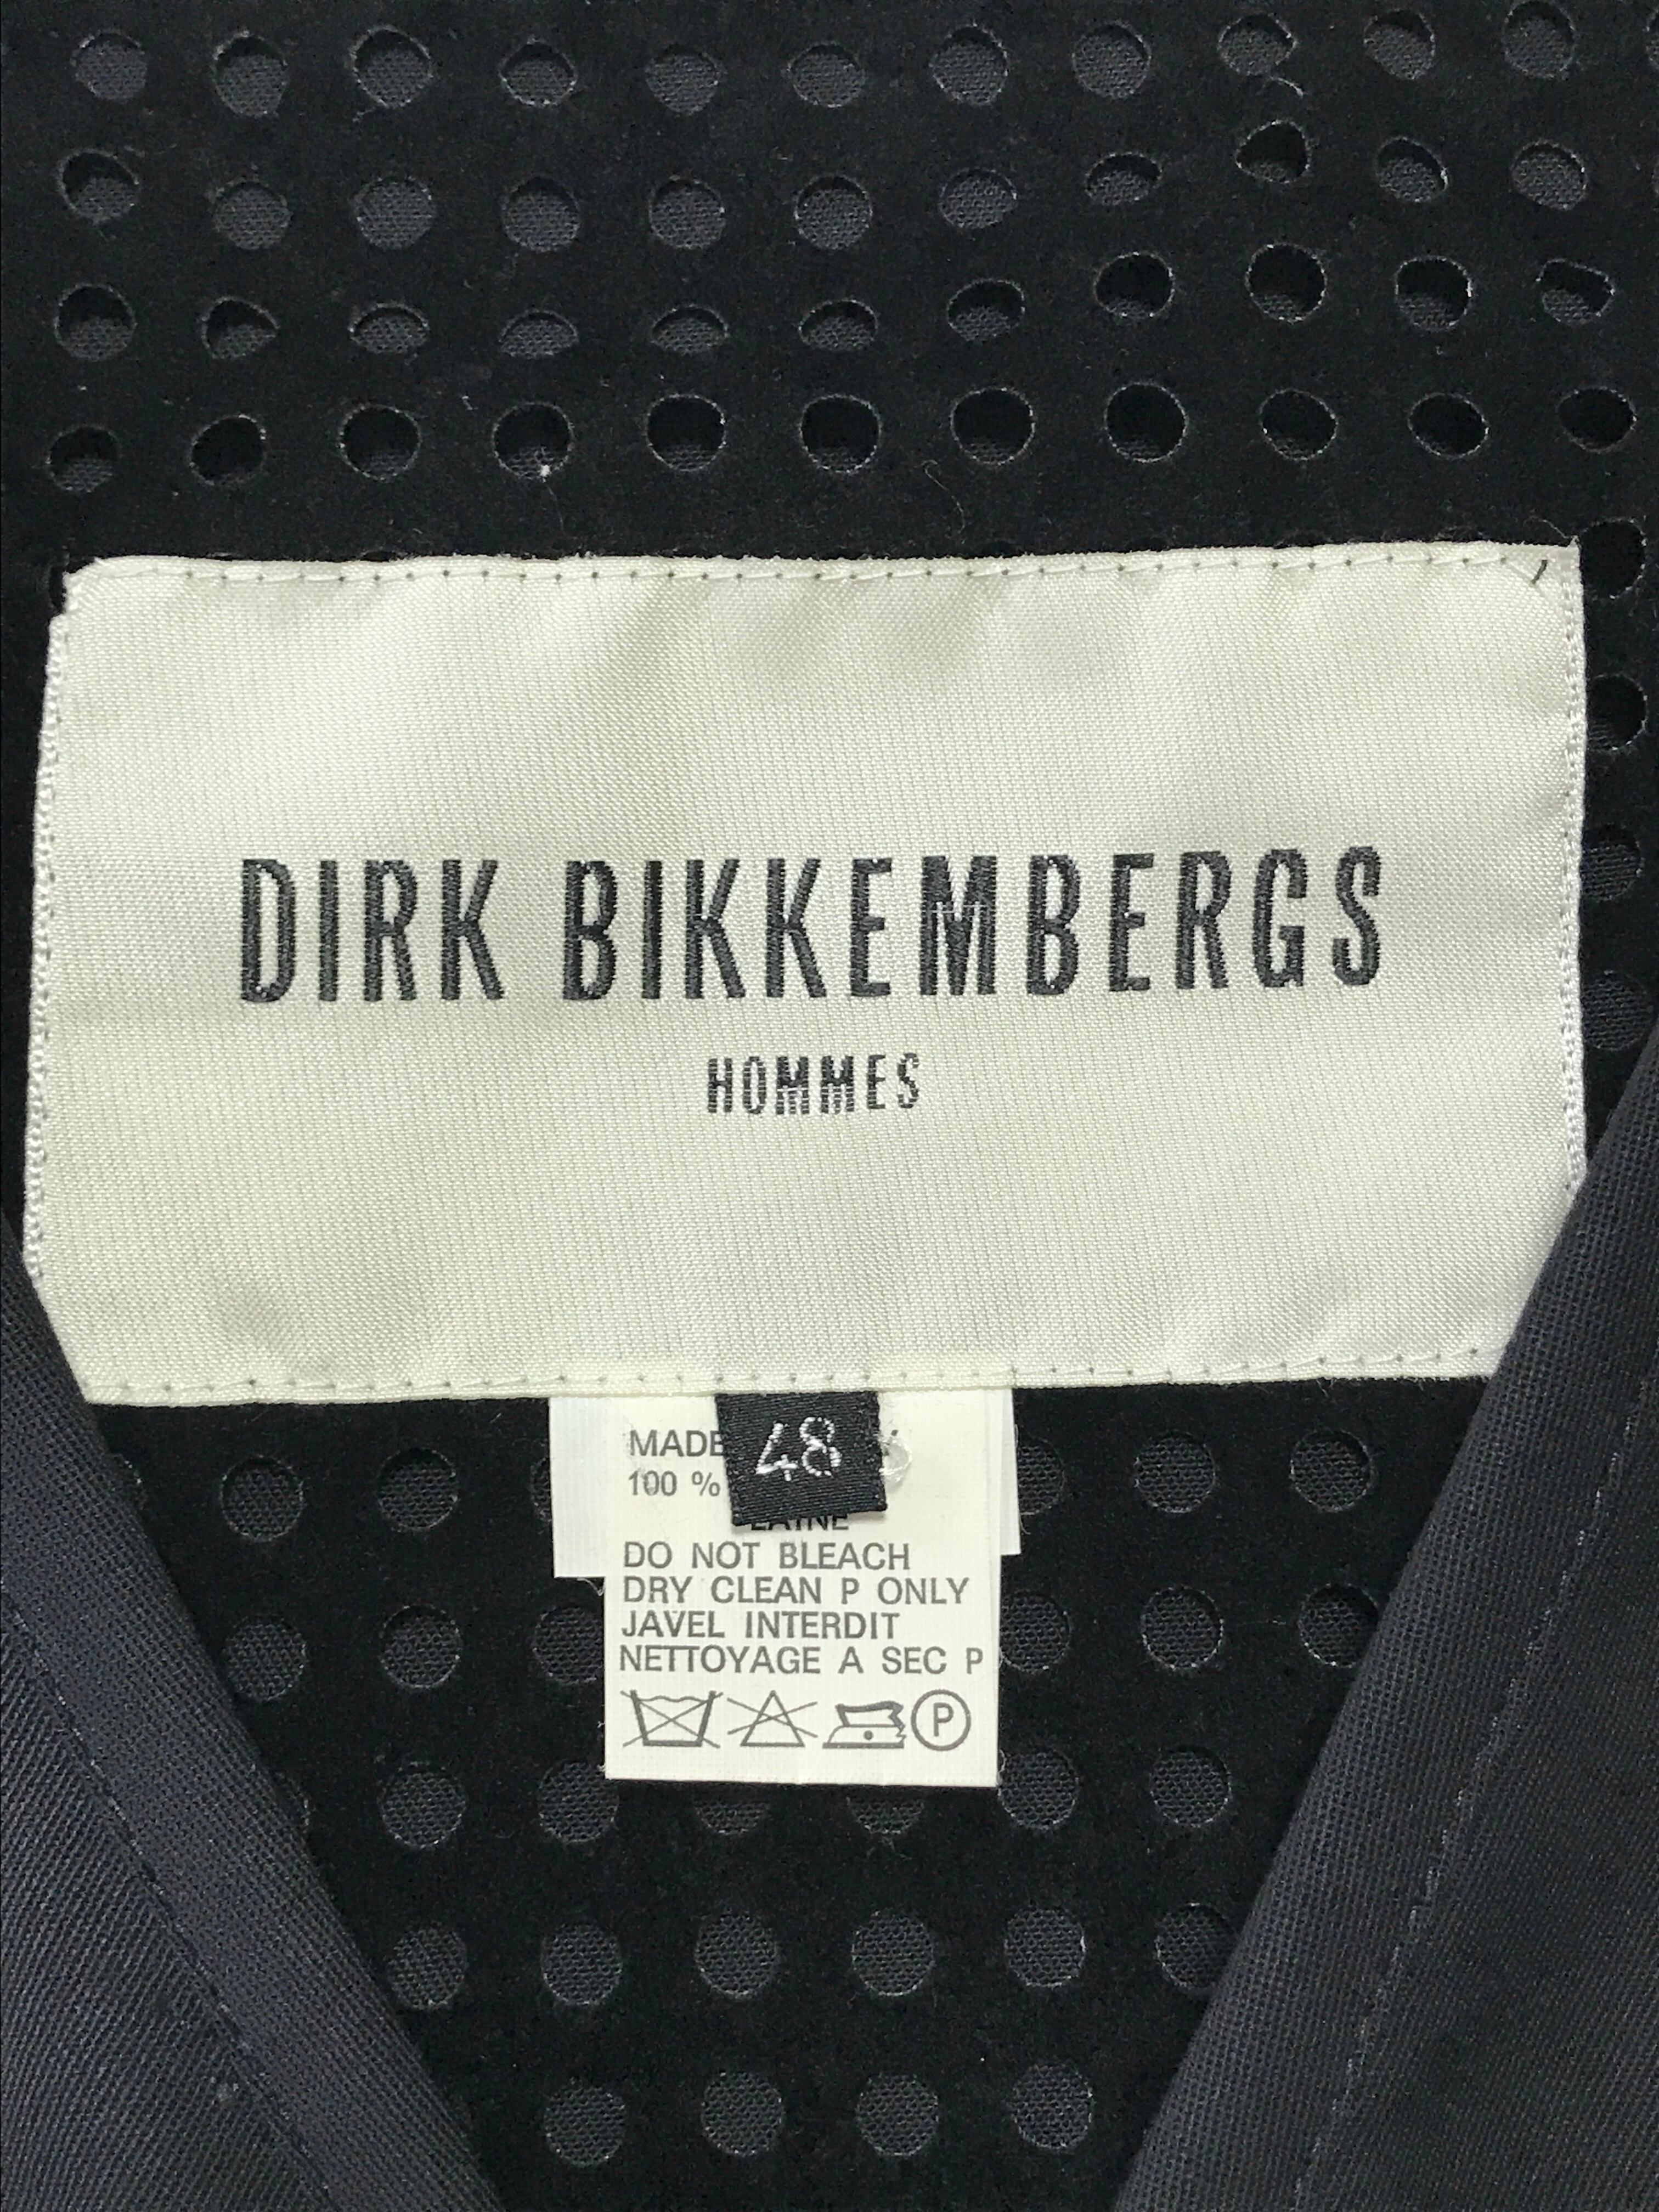 DIRK BIKKEMBERGS
HOMMES
48
MADE
100 %
LAINE
DO NOT BLEACH
DRY CLEAN P ONLY
JAVEL INTERDIT
NETTOYAGE A SEC P
P